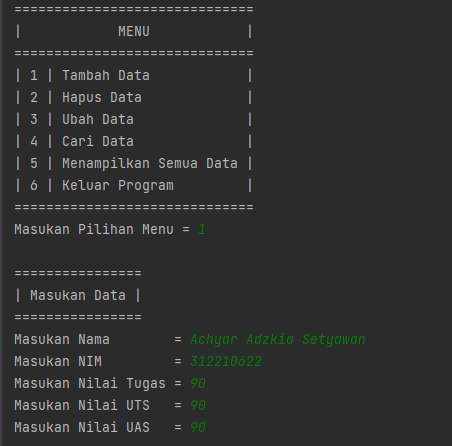 ==============================
|            MENU            |
==============================
| 1 | Tambah Data            |
| 2 | Hapus Data             |
| 3 | Ubah Data              |
| 4 | Cari Data              |
| 5 | Menampilkan Semua Data |
| 6 | Keluar Program         |
==============================
Masukan Pilihan Menu = 1

================
| Masukan Data |
================
Masukan Nama        = Achyar Adzkia Setyawan
Masukan NIM         = 312210622
Masukan Nilai Tugas = 90
Masukan Nilai UTS   = 90
Masukan Nilai UAS   = 90